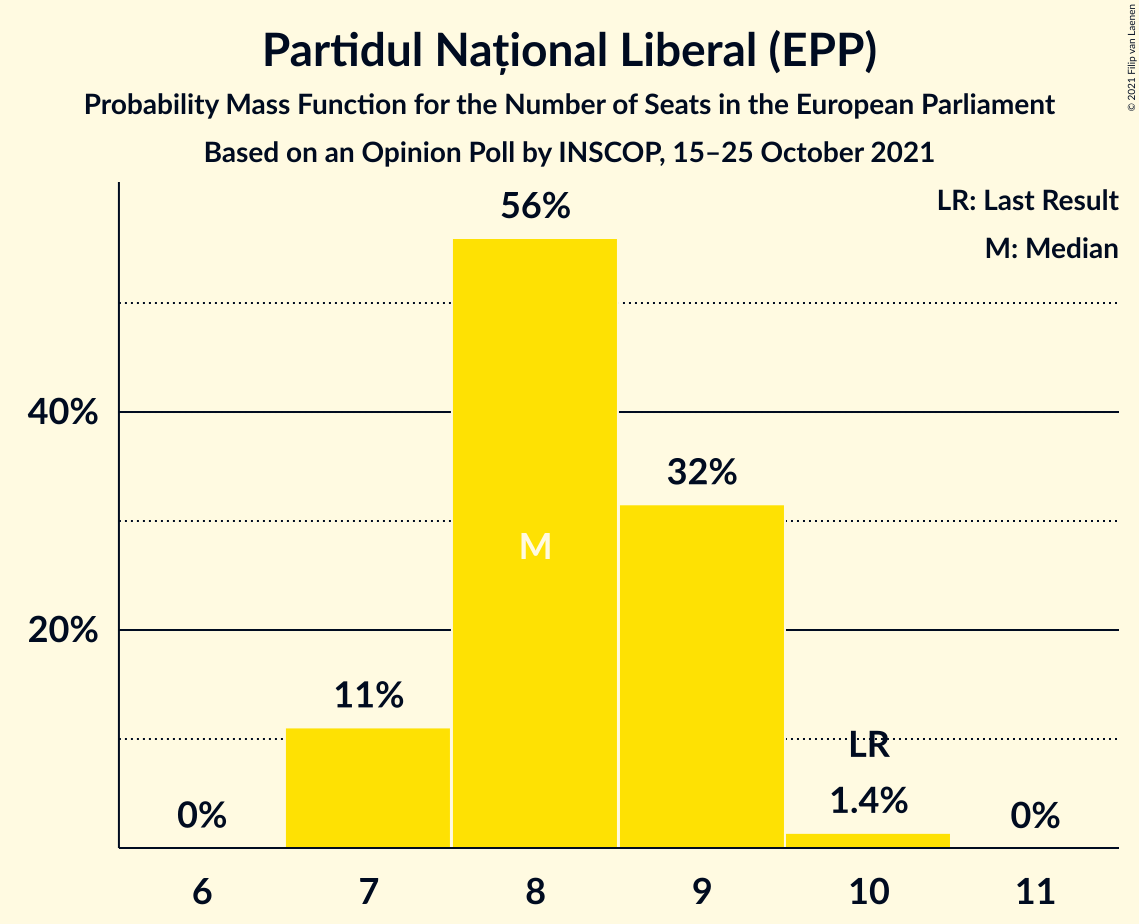 Partidul Național Liberal (EPP)
Probability Mass Function for the Number of Seats in the European Parliament
Based on an Opinion Poll by INSCOP, 15–25 October 2021
© 2021 Filip van Laenen
LR: Last Result
M: Median
56%
40%
32%
M
20%
11%
LR
0%
1.4%
0%
6 7 8 9 10 11